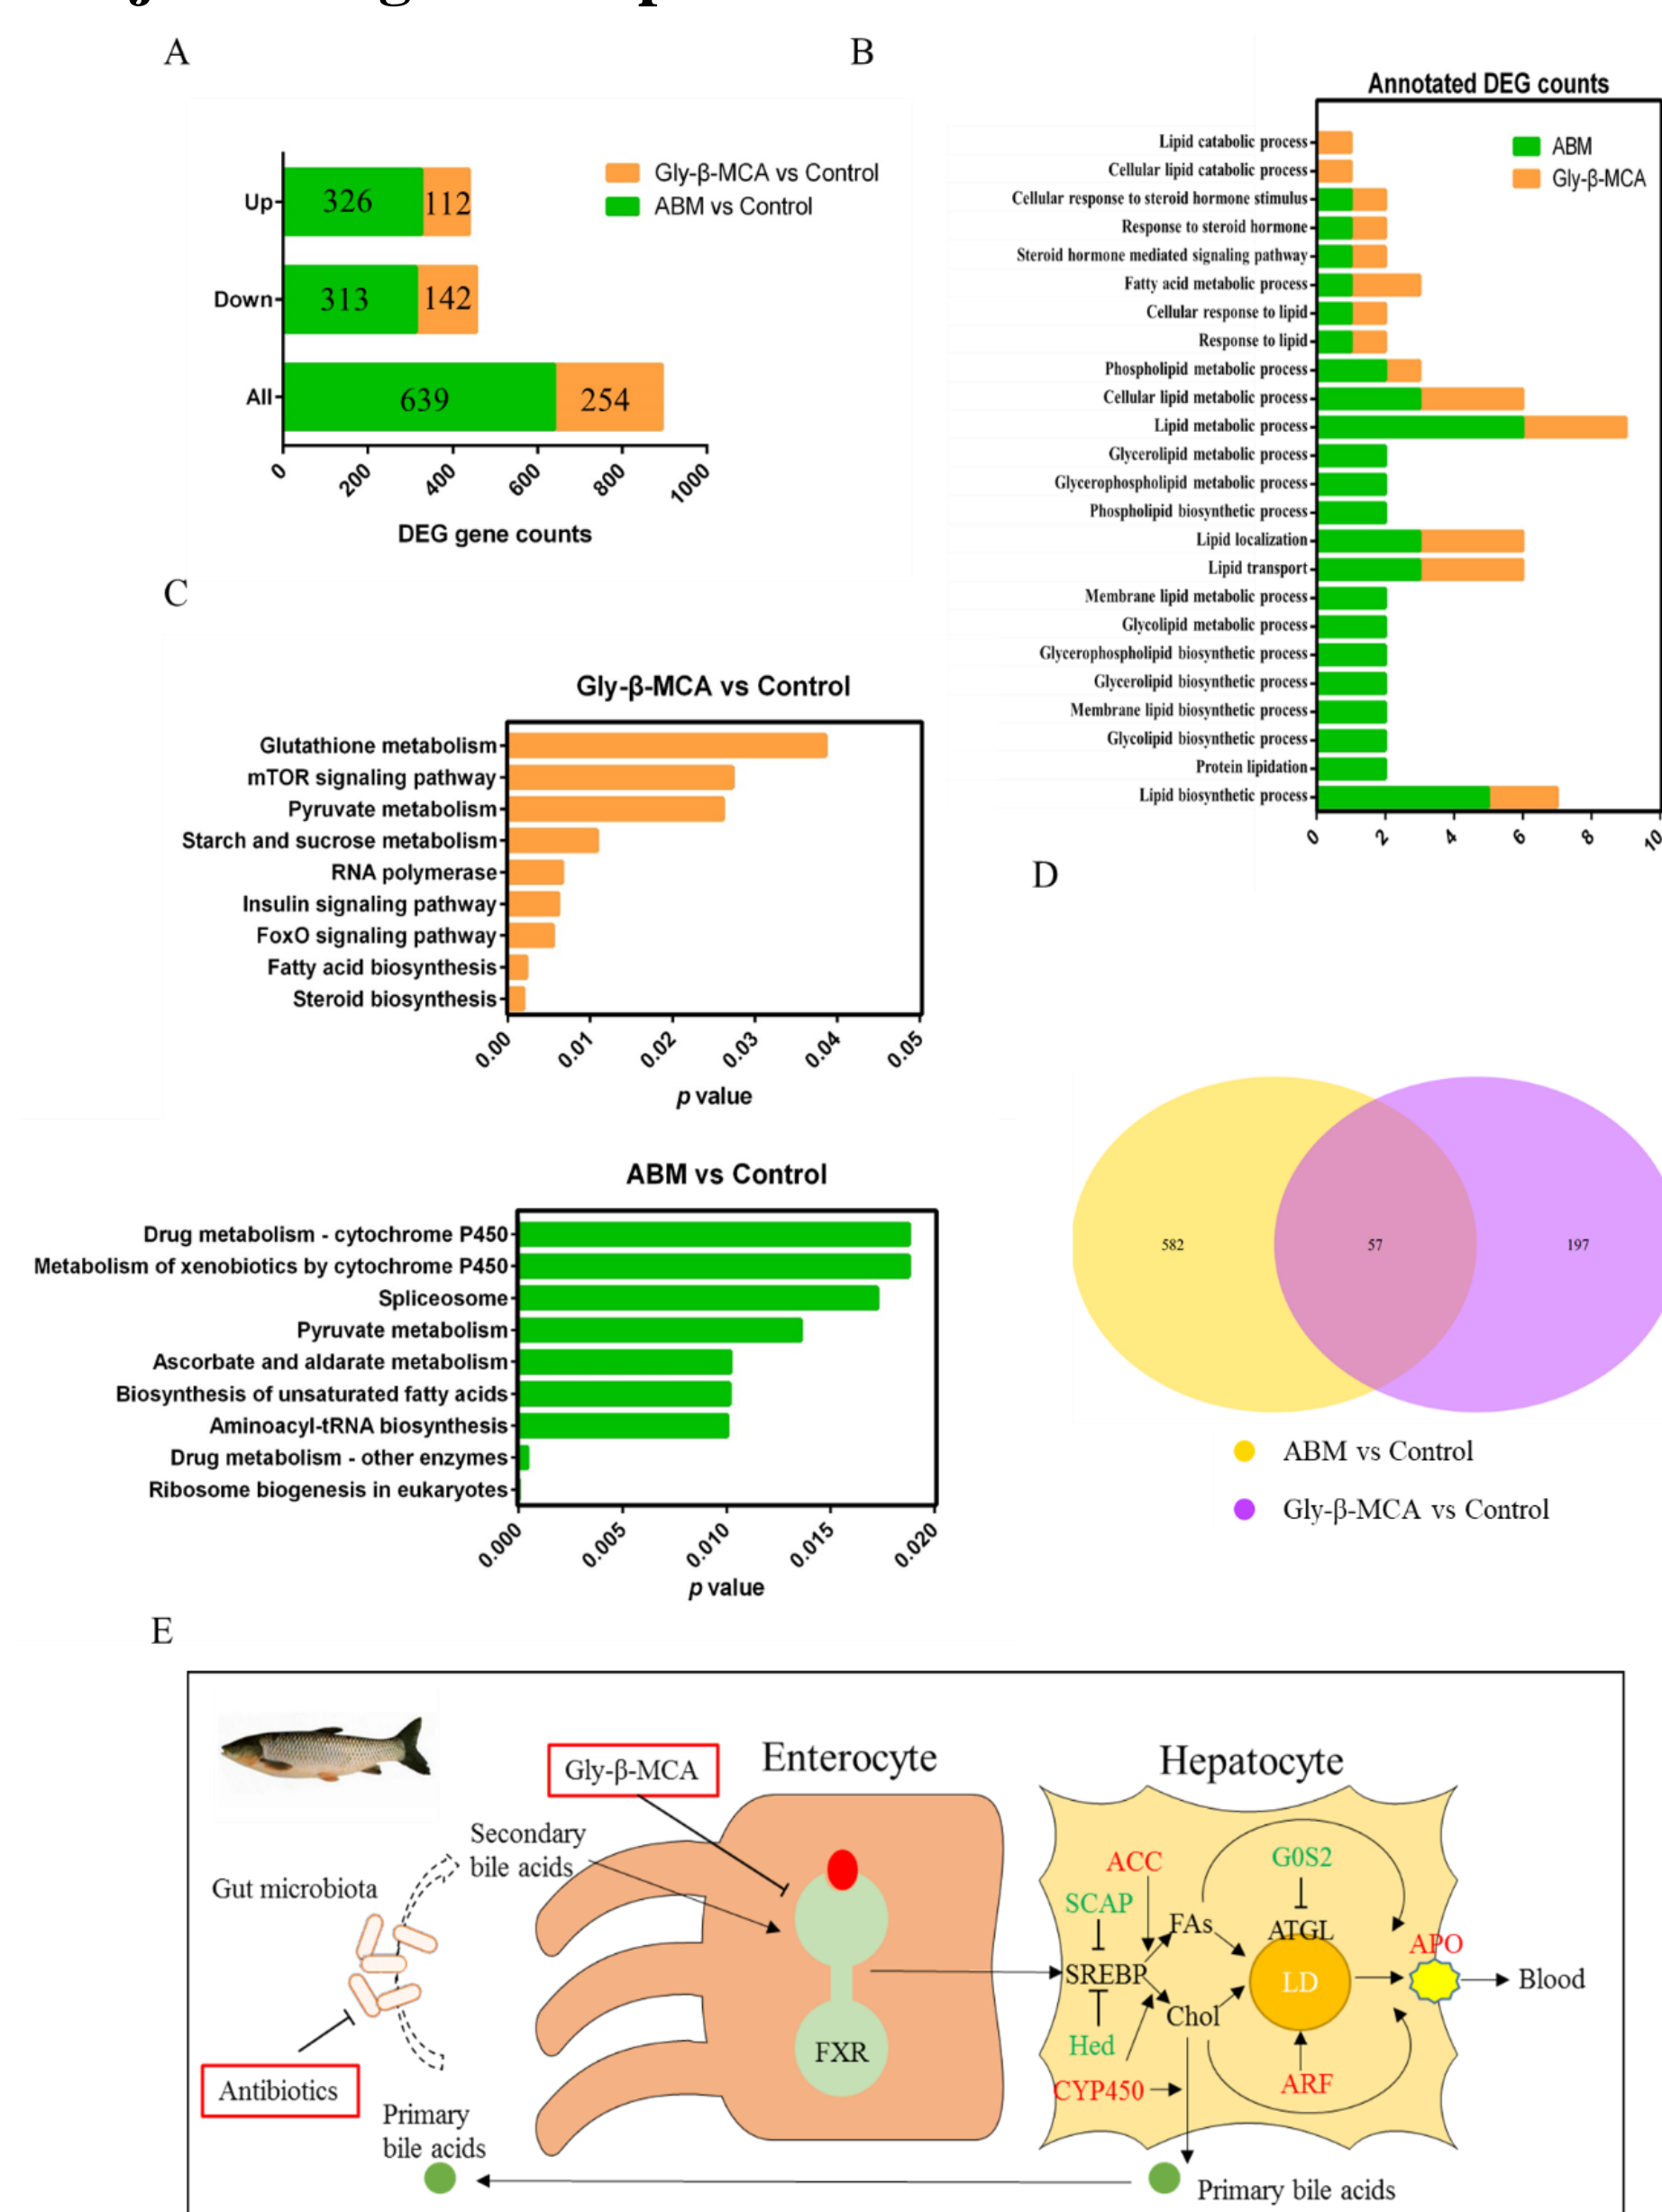 A
Gly-β-MCA vs Control
ABM vs Control
Up
326
112
Down
313
142
All
639
254
0
200
400
600
800
1000
DEG gene counts
B
Annotated DEG counts
ABM
Gly-β-MCA
Lipid catabolic process
Cellular lipid catabolic process
Cellular response to steroid hormone stimulus
Response to steroid hormone
Steroid hormone mediated signaling pathway
Fatty acid metabolic process
Cellular response to lipid
Response to lipid
Phospholipid metabolic process
Cellular lipid metabolic process
Lipid metabolic process
Glycerolipid metabolic process
Glycerophospholipid metabolic process
Phospholipid biosynthetic process
Lipid localization
Lipid transport
Membrane lipid metabolic process
Glycolipid metabolic process
Glycerophospholipid biosynthetic process
Glycerolipid biosynthetic process
Membrane lipid biosynthetic process
Glycolipid biosynthetic process
Protein lipidation
Lipid biosynthetic process
0
2
4
6
8
10
C
Gly-β-MCA vs Control
Glutathione metabolism
mTOR signaling pathway
Pyruvate metabolism
Starch and sucrose metabolism
RNA polymerase
Insulin signaling pathway
FoxO signaling pathway
Fatty acid biosynthesis
Steroid biosynthesis
0.00
0.01
0.02
0.03
0.04
0.05
p value
ABM vs Control
Drug metabolism - cytochrome P450
Metabolism of xenobiotics by cytochrome P450
Spliceosome
Pyruvate metabolism
Ascorbate and aldarate metabolism
Biosynthesis of unsaturated fatty acids
Aminoacyl-tRNA biosynthesis
Drug metabolism - other enzymes
Ribosome biogenesis in eukaryotes
0.000
0.005
0.010
0.015
0.020
p value
D
582
57
197
ABM vs Control
Gly-β-MCA vs Control
E
Gly-β-MCA
Enterocyte
Hepatocyte
Secondary
bile acids
Gut microbiota
Antibiotics
Primary
bile acids
FXR
ACC
SCAP
SREBP
Hed
CYP450
FAs
Chol
G0S2
ATGL
LD
ARF
APO
Blood
Primary bile acids